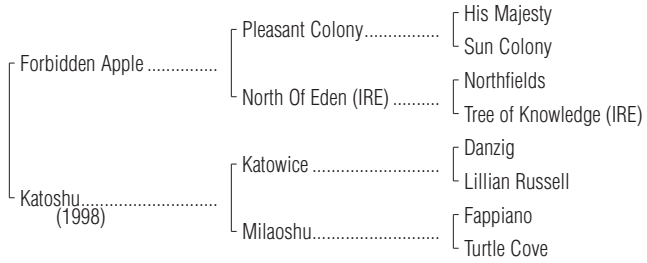 His Majesty
Pleasant Colony................
Sun Colony
Forbidden Apple ...............
Northfields
North Of Eden (IRE) ..........
Tree of Knowledge (IRE)
Danzig
Katowice ...........................
Lillian Russell
Katoshu.............................
(1998)
Fappiano
Milaoshu...........................
Turtle Cove